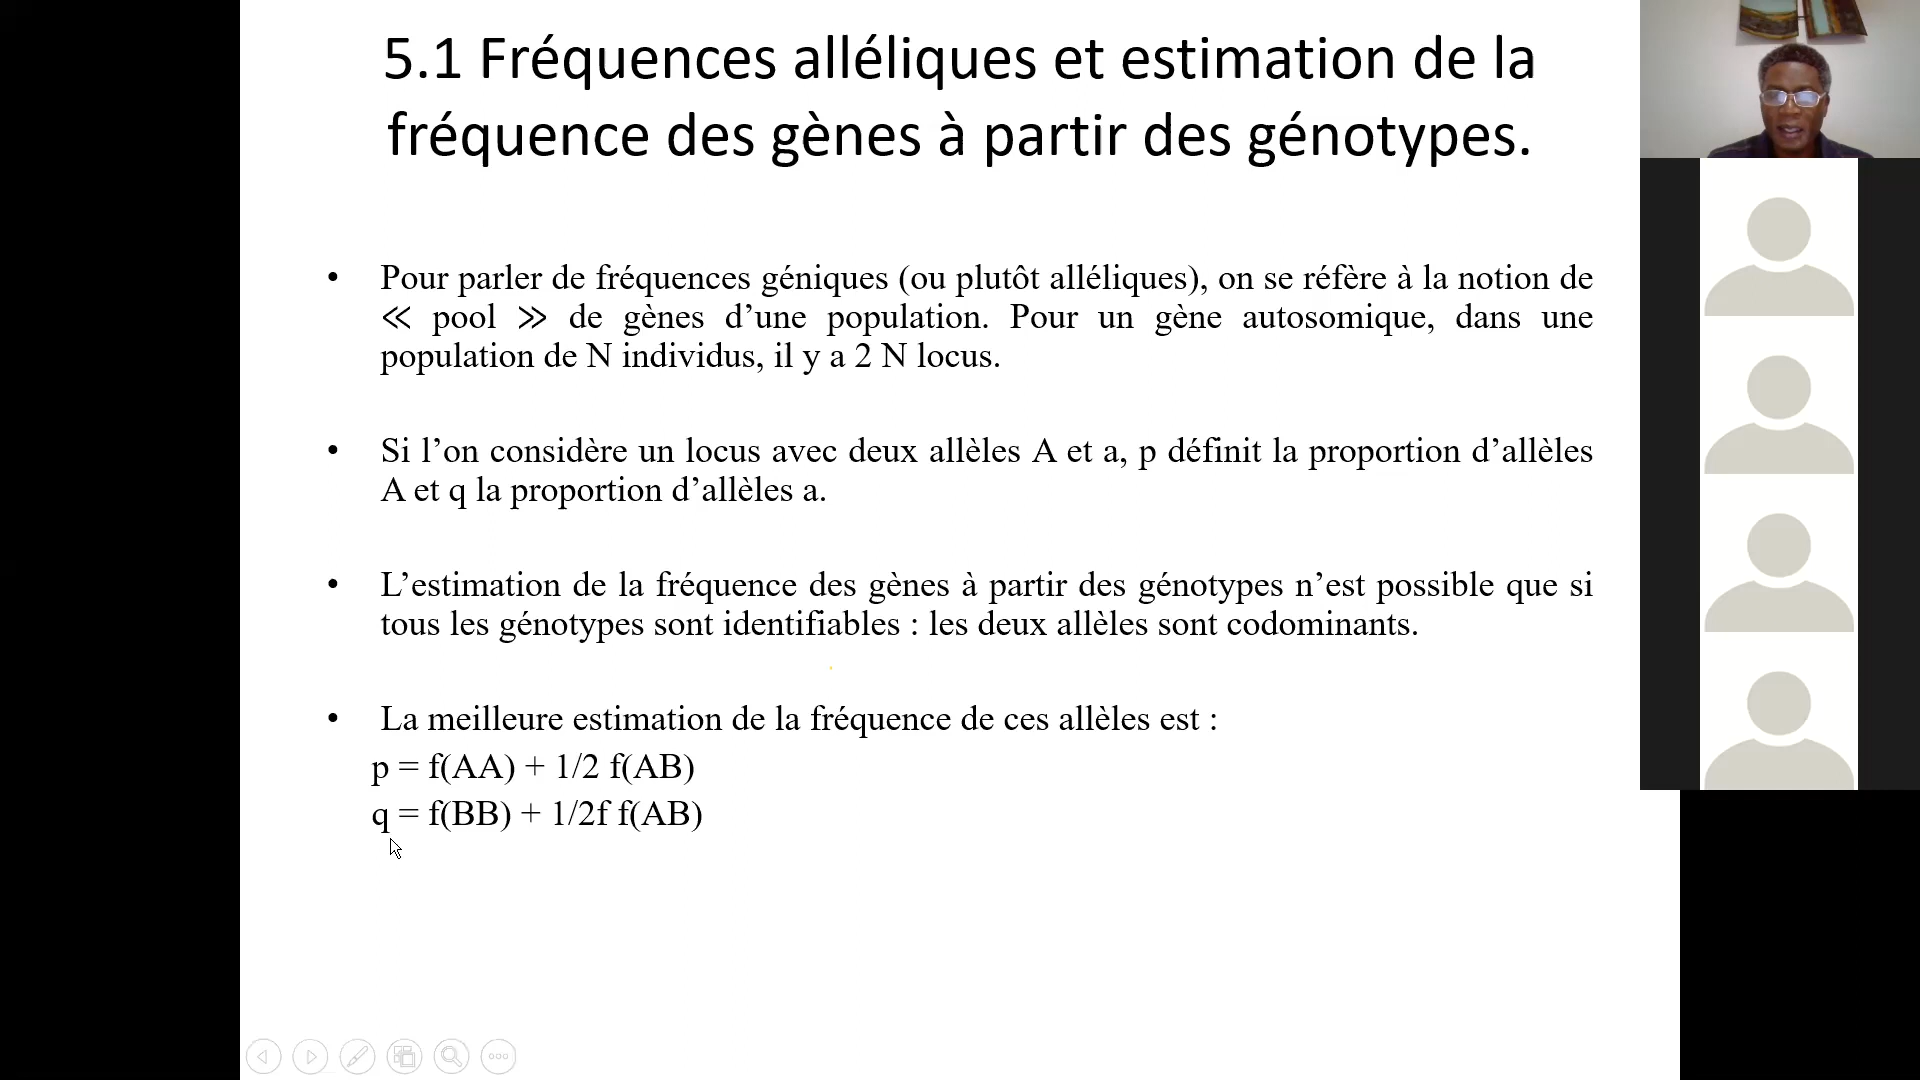 5.1 Fréquences alléliques et estimation de la
fréquence des gènes à partir des génotypes.
• Pour parler de fréquences géniques (ou plutôt alléliques), on se réfère à la notion de
≪ pool ≫ de gènes d’une population. Pour un gène autosomique, dans une
population de N individus, il y a 2 N locus.
• Si l’on considère un locus avec deux allèles A et a, p définit la proportion d’allèles
A et q la proportion d’allèles a.
• L’estimation de la fréquence des gènes à partir des génotypes n’est possible que si
tous les génotypes sont identifiables : les deux allèles sont codominants.
• La meilleure estimation de la fréquence de ces allèles est :
p = f(AA) + 1/2 f(AB)
q = f(BB) + 1/2f f(AB)